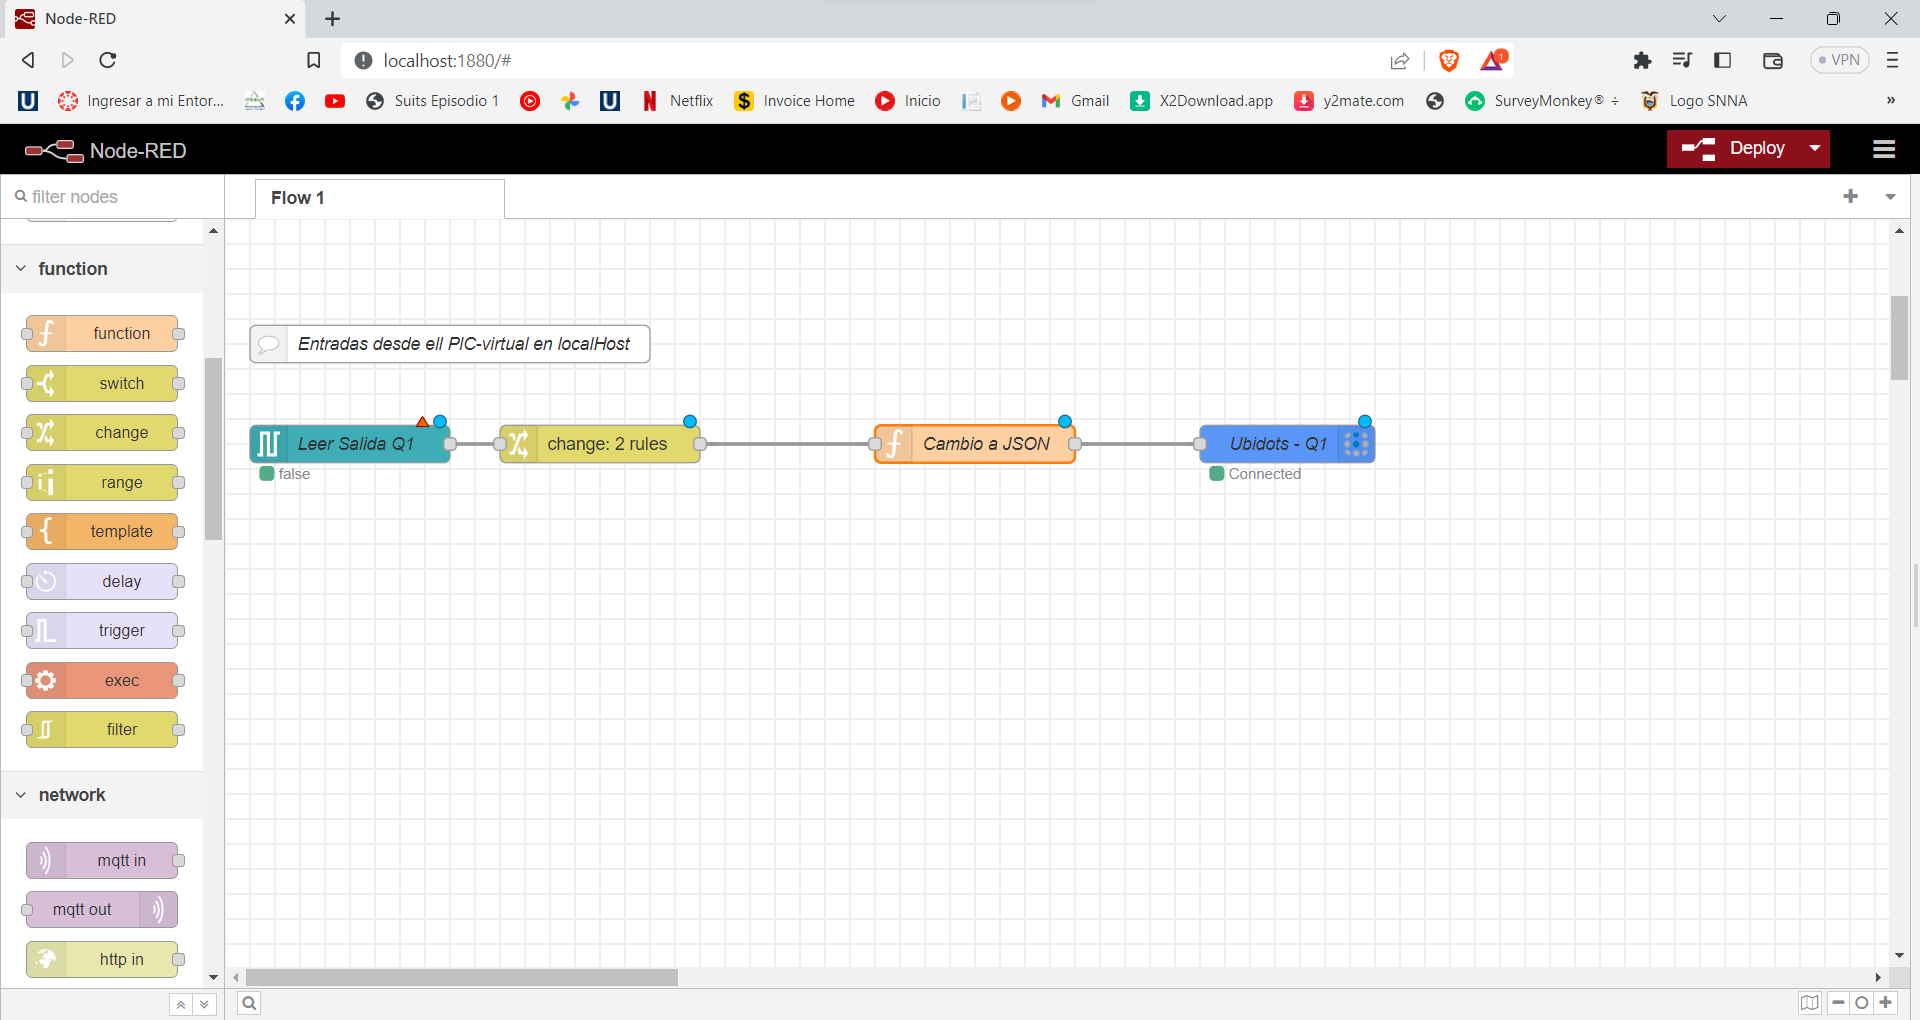 Node-RED
localhost:1880/#
1
VPN
Ingresar a mi Entor...
Suits Episodio 1
Netflix
Invoice Home
Inicio
Gmail
X2Download.app
y2mate.com
SurveyMonkey® ÷
Logo SNNA
»
Node-RED
Deploy
filter nodes
Flow 1
function
function
switch
change
range
template
delay
trigger
exec
filter
network
mqtt in
mqtt out
http in
Entradas desde ell PIC-virtual en localHost
Leer Salida Q1
change: 2 rules
Cambio a JSON
Ubidots - Q1
false
Connected